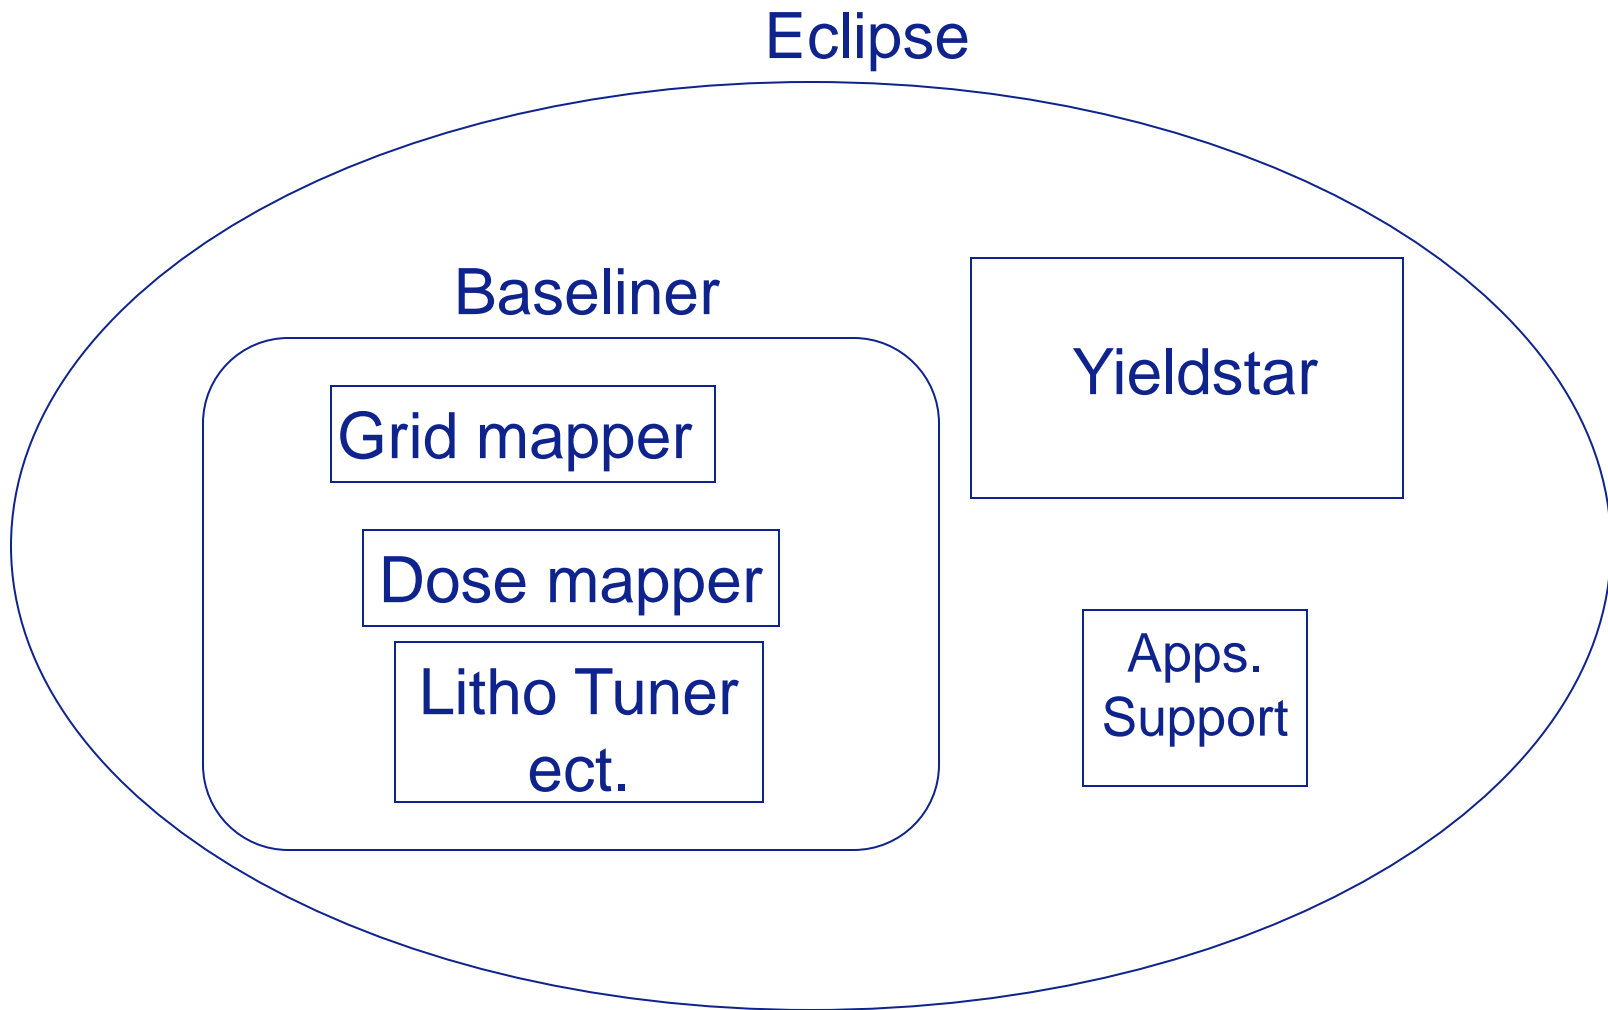 Eclipse
Baseliner
Grid mapper
Dose mapper
Litho Tuner
ect.
Yieldstar
Apps.
Support